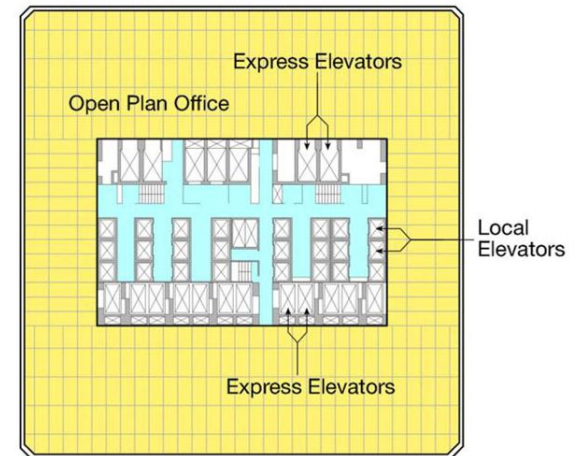 Express Elevators
Open Plan Office
Local
Elevators
Express Elevators